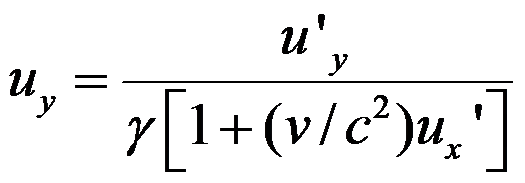 u_y = u'_y / γ[1+(v/c²)u_x']